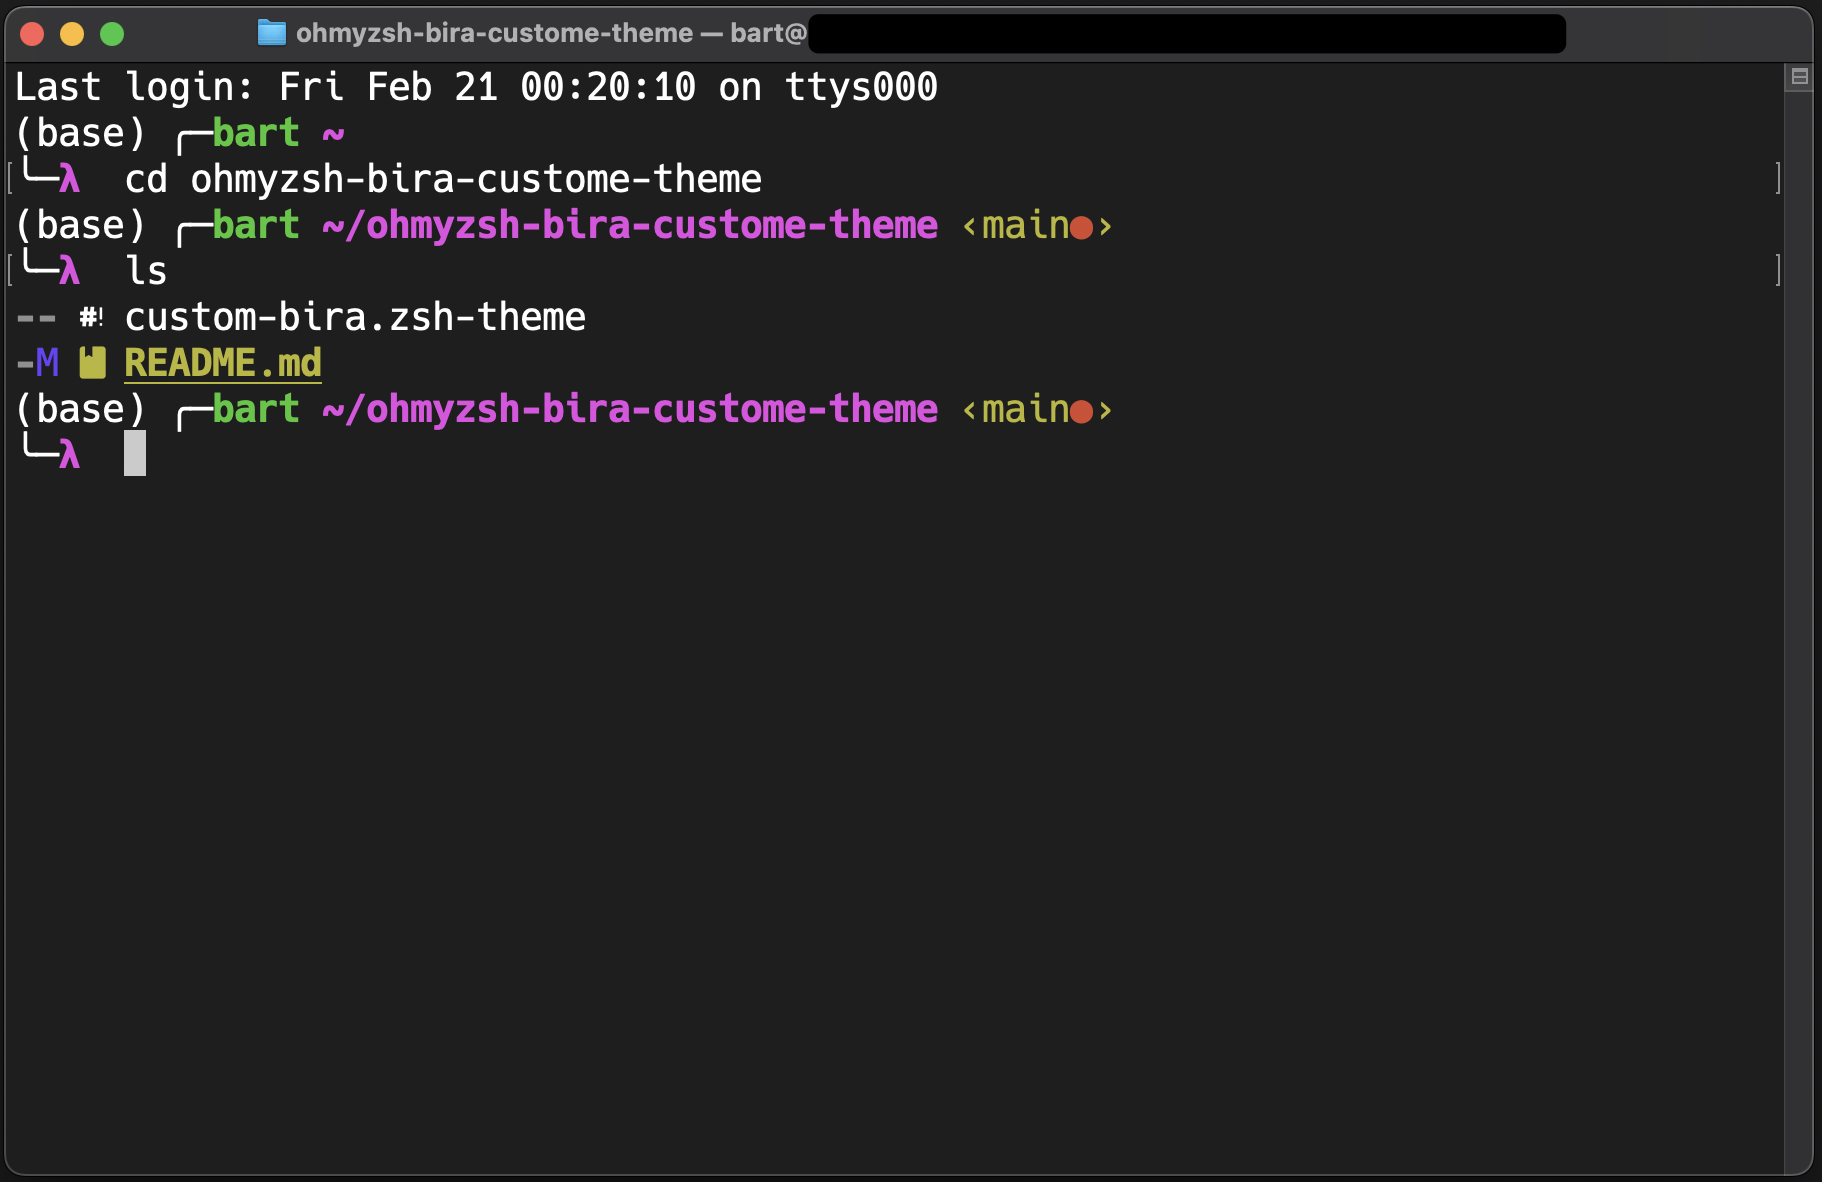 ohmyzsh-bira-custome-theme — bart@
Last login: Fri Feb 21 00:20:10 on ttys000
(base) ╭─bart ~
[╰─λ  cd ohmyzsh-bira-custome-theme ]
(base) ╭─bart ~/ohmyzsh-bira-custome-theme ‹main●›
[╰─λ  ls ]
-- #! custom-bira.zsh-theme
-M README.md
(base) ╭─bart ~/ohmyzsh-bira-custome-theme ‹main●›
╰─λ